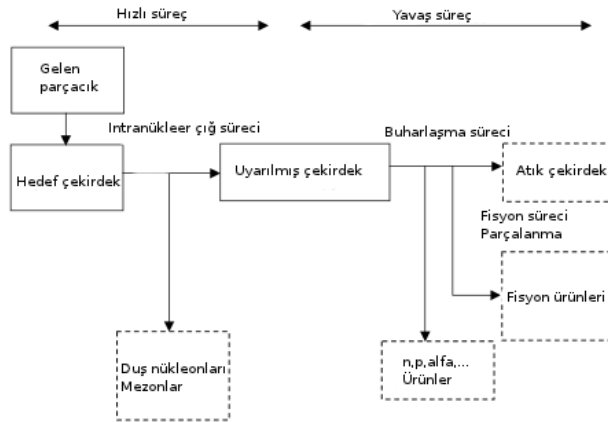 Hızlı süreç
Yavaş süreç
Gelen
parçacık
Intranükleer çığ süreci
Buharlaşma süreci
Hedef çekirdek
Uyarılmış çekirdek
Atık çekirdek
Fisyon süreci
Parçalanma
Fisyon ürünleri
Duş nükleonları
Mezonlar
n,p,alfa,...
Ürünler